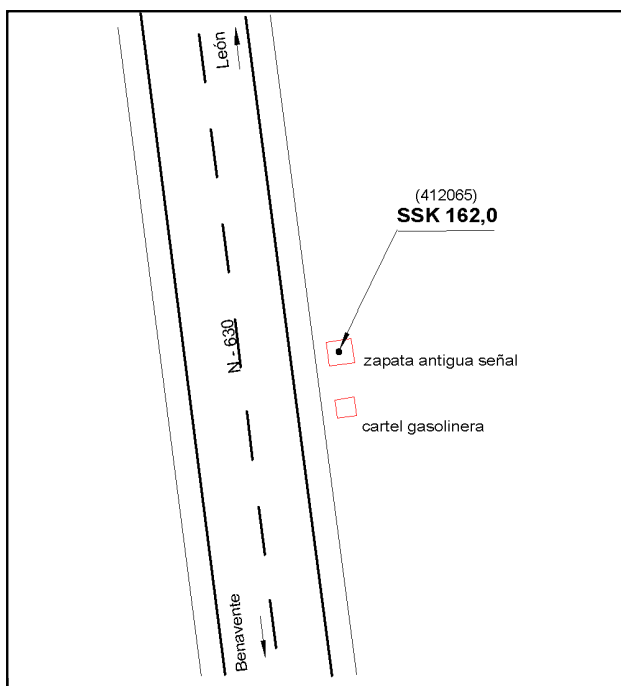 León
(412065)
SSK 162,0
N - 630
zapata antigua señal
cartel gasolinera
Benavente